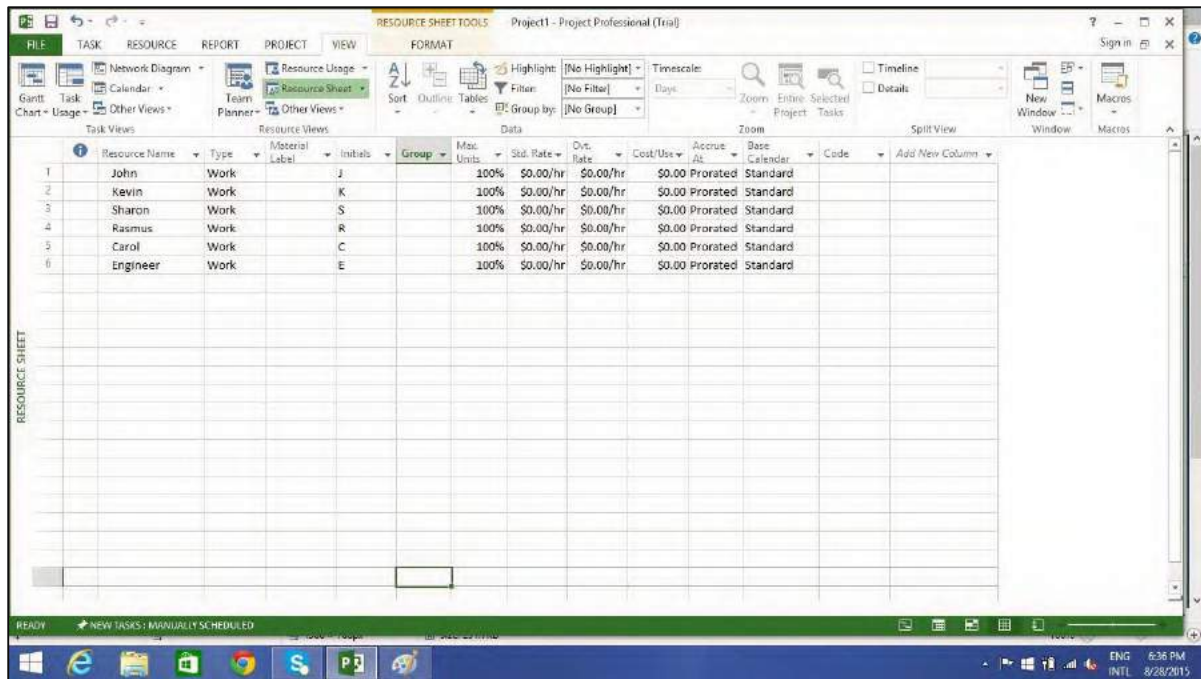 RESOURCE SHEET TOOLS Project1 - Project Professional (Trial)
FILE TASK RESOURCE REPORT PROJECT VIEW FORMAT Sign in
Network Diagram Resource Usage Highlight: [No Highlight] Timescale: Timeline
Calendar Resource Sheet Filter: [No Filter] Days Details
Gantt Chart Task Usage Other Views Team Planner Other Views Sort Outline Tables Group by: [No Group] Zoom Entire Project Selected Tasks New Window Macros
Task Views Resource Views Data Zoom Split View Window Macros
Resource Name Type Material Label Initials Group Max. Units Std. Rate Ovt. Rate Cost/Use Accrue At Base Calendar Code Add New Column
1 John Work J 100% $0.00/hr $0.00/hr $0.00 Prorated Standard
2 Kevin Work K 100% $0.00/hr $0.00/hr $0.00 Prorated Standard
3 Sharon Work S 100% $0.00/hr $0.00/hr $0.00 Prorated Standard
4 Rasmus Work R 100% $0.00/hr $0.00/hr $0.00 Prorated Standard
5 Carol Work C 100% $0.00/hr $0.00/hr $0.00 Prorated Standard
6 Engineer Work E 100% $0.00/hr $0.00/hr $0.00 Prorated Standard
RESOURCE SHEET
READY NEW TASKS : MANUALLY SCHEDULED
ENG 6:36 PM
INTL 8/28/2015